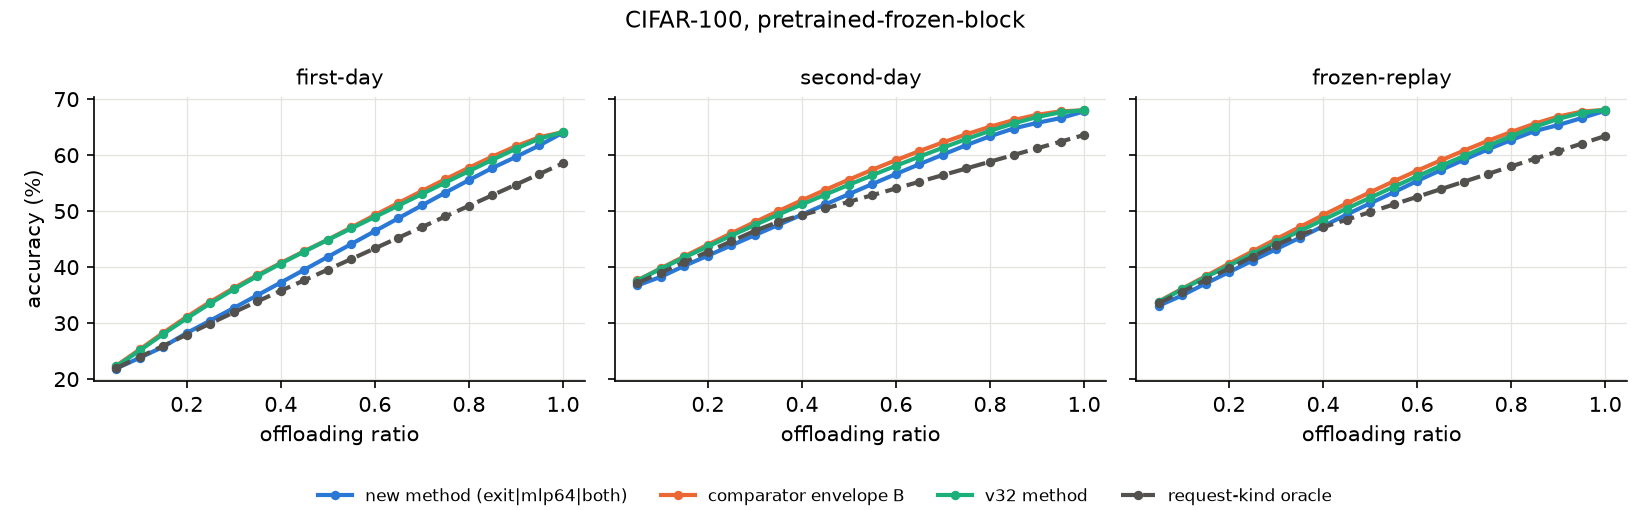 CIFAR-100, pretrained-frozen-block
first-day
second-day
frozen-replay
accuracy (%)
70
60
50
40
30
20
0.2 0.4 0.6 0.8 1.0
0.2 0.4 0.6 0.8 1.0
0.2 0.4 0.6 0.8 1.0
offloading ratio
offloading ratio
offloading ratio
new method (exit|mlp64|both)
comparator envelope B
v32 method
request-kind oracle